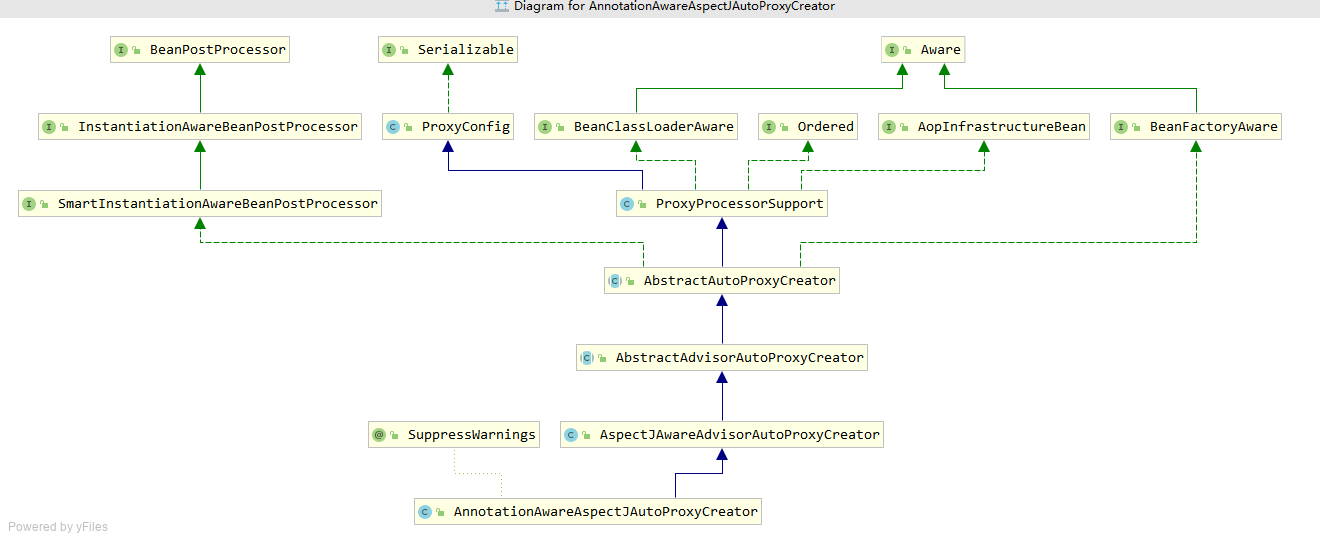 Diagram for AnnotationAwareAspectJAutoProxyCreator
BeanPostProcessor
Serializable
Aware
InstantiationAwareBeanPostProcessor
ProxyConfig
BeanClassLoaderAware
Ordered
AopInfrastructureBean
BeanFactoryAware
SmartInstantiationAwareBeanPostProcessor
ProxyProcessorSupport
AbstractAutoProxyCreator
AbstractAdvisorAutoProxyCreator
SuppressWarnings
AspectJAwareAdvisorAutoProxyCreator
AnnotationAwareAspectJAutoProxyCreator
Powered by yFiles